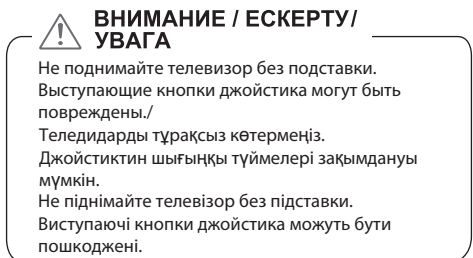 ВНИМАНИЕ / ЕСКЕРТУ/
УВАГА
Не поднимайте телевизор без подставки.
Выступающие кнопки джойстика могут быть
повреждены./
Теледидарды тұрақсыз көтермеңіз.
Джойстиктин шығыңқы түймелері зақымдануы
мүмкін.
Не піднімайте телевізор без підставки.
Виступаючі кнопки джойстика можуть бути
пошкоджені.